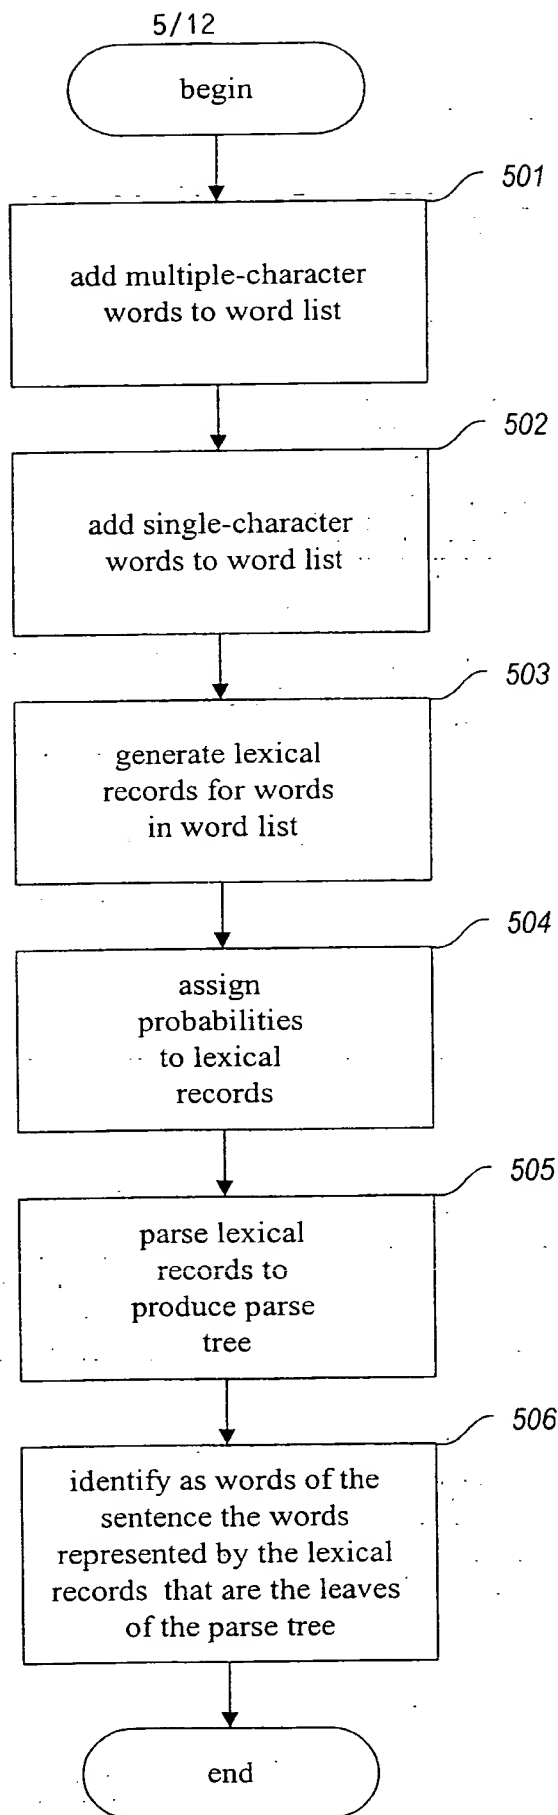 5/12
begin
501
add multiple-character
words to word list
502
add single-character
words to word list
503
generate lexical
records for words
in word list
504
assign
probabilities
to lexical
records
505
parse lexical
records to
produce parse
tree
506
identify as words of the
sentence the words
represented by the lexical
records that are the leaves
of the parse tree
end